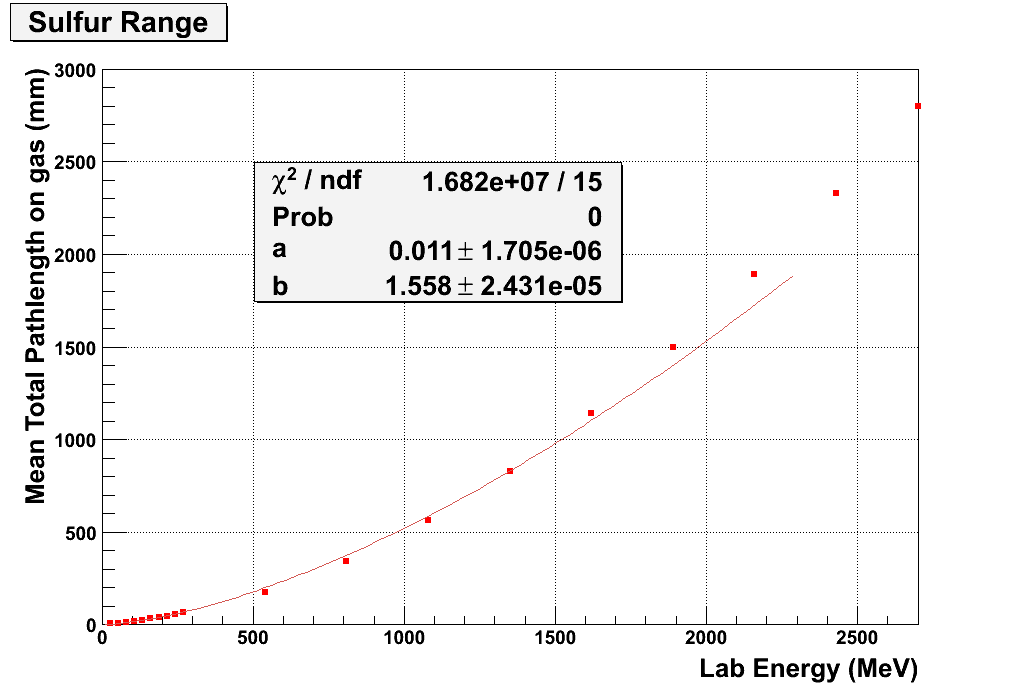 Sulfur Range
Mean Total Pathlength on gas (mm)
3000
2500
2000
1500
1000
500
0
χ² / ndf 1.682e+07 / 15
Prob 0
a 0.011 ± 1.705e-06
b 1.558 ± 2.431e-05
0 500 1000 1500 2000 2500
Lab Energy (MeV)